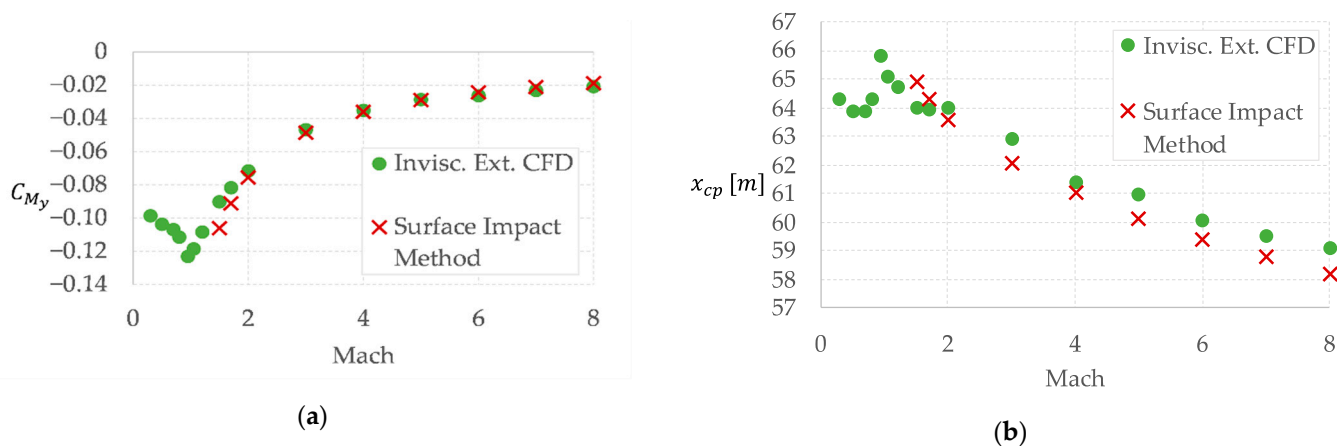 0
−0.02
−0.04
−0.06
−0.08
−0.10
−0.12
−0.14
C_{M_y}
Invisc. Ext. CFD
Surface Impact
Method
0
2
4
6
8
Mach
(a)
67
66
65
64
63
62
61
60
59
58
57
x_{cp} [m]
Invisc. Ext. CFD
Surface Impact
Method
0
2
4
6
8
Mach
(b)